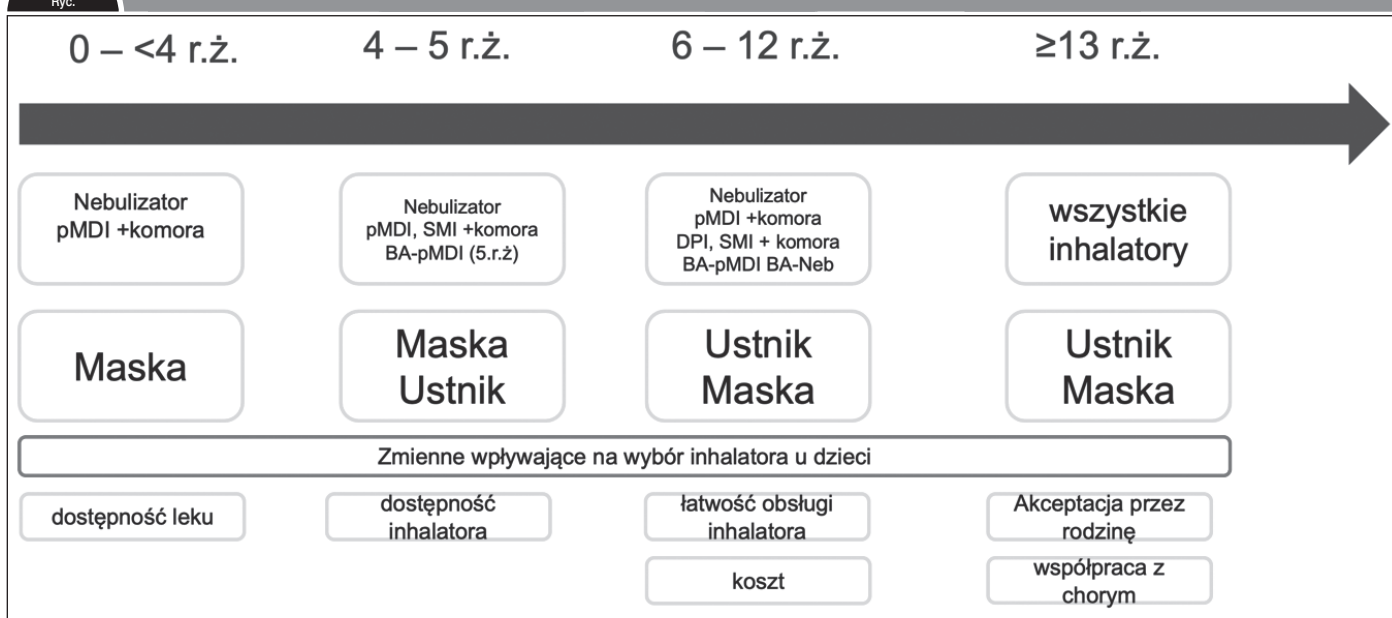 Ryc.
0 – <4 r.ż.
4 – 5 r.ż.
6 – 12 r.ż.
≥13 r.ż.
Nebulizator
pMDI +komora
Nebulizator
pMDI, SMI +komora
BA-pMDI (5.r.ż)
Nebulizator
pMDI +komora
DPI, SMI + komora
BA-pMDI BA-Neb
wszystkie
inhalatory
Maska
Maska
Ustnik
Ustnik
Maska
Ustnik
Maska
Zmienne wpływające na wybór inhalatora u dzieci
dostępność leku
dostępność
inhalatora
łatwość obsługi
inhalatora
Akceptacja przez
rodzinę
koszt
współpraca z
chorym